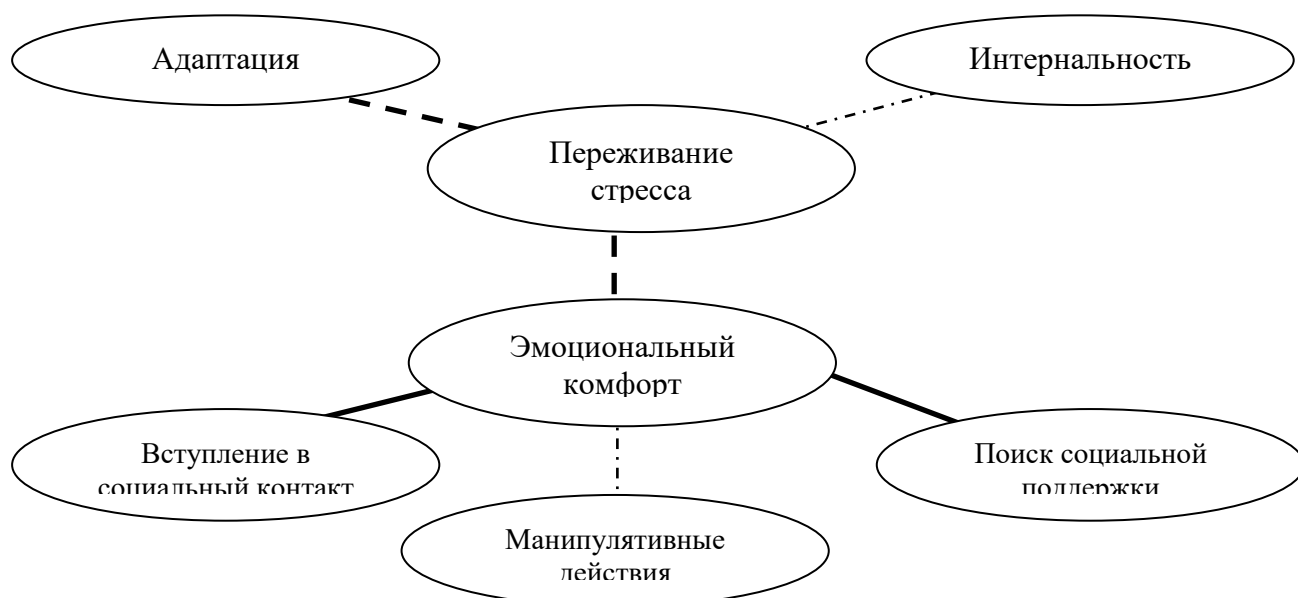 Адаптация
Интернальность
Переживание
стресса
Эмоциональный
комфорт
Вступление в
социальный контакт
Поиск социальной
поддержки
Манипулятивные
действия